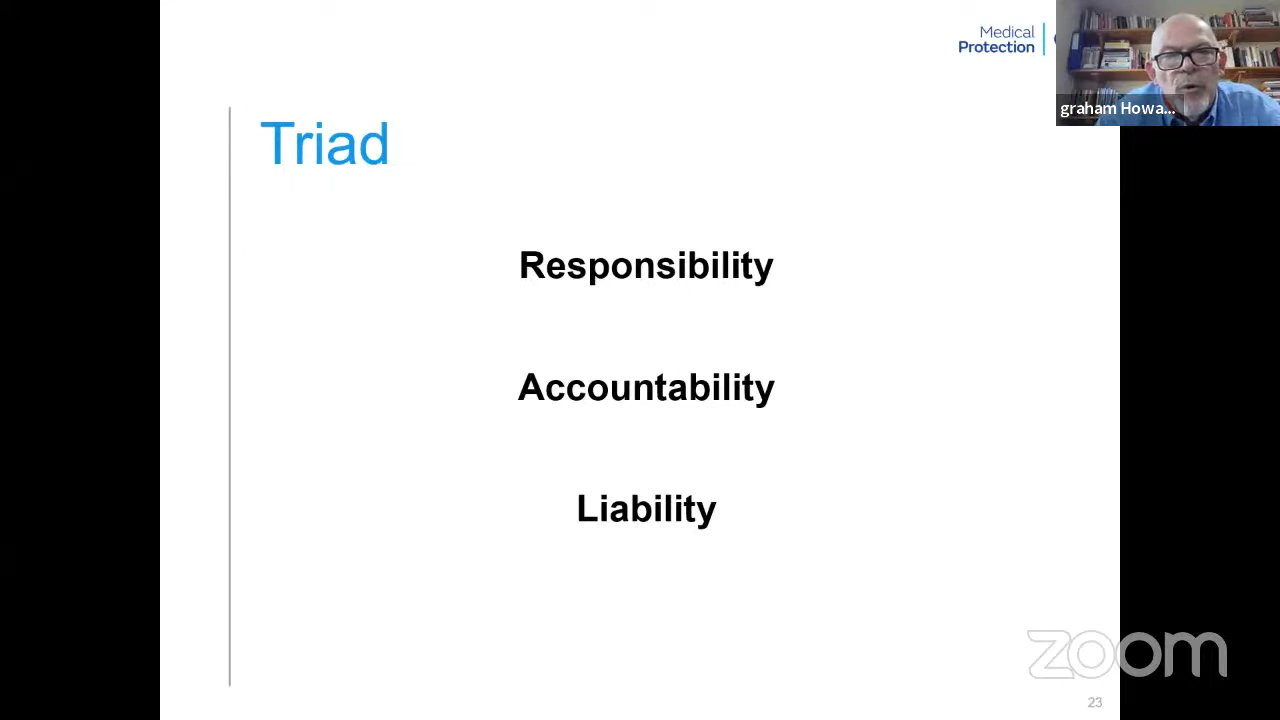 Medical
Protection
graham Howa...
Triad
Responsibility
Accountability
Liability
zoom
23